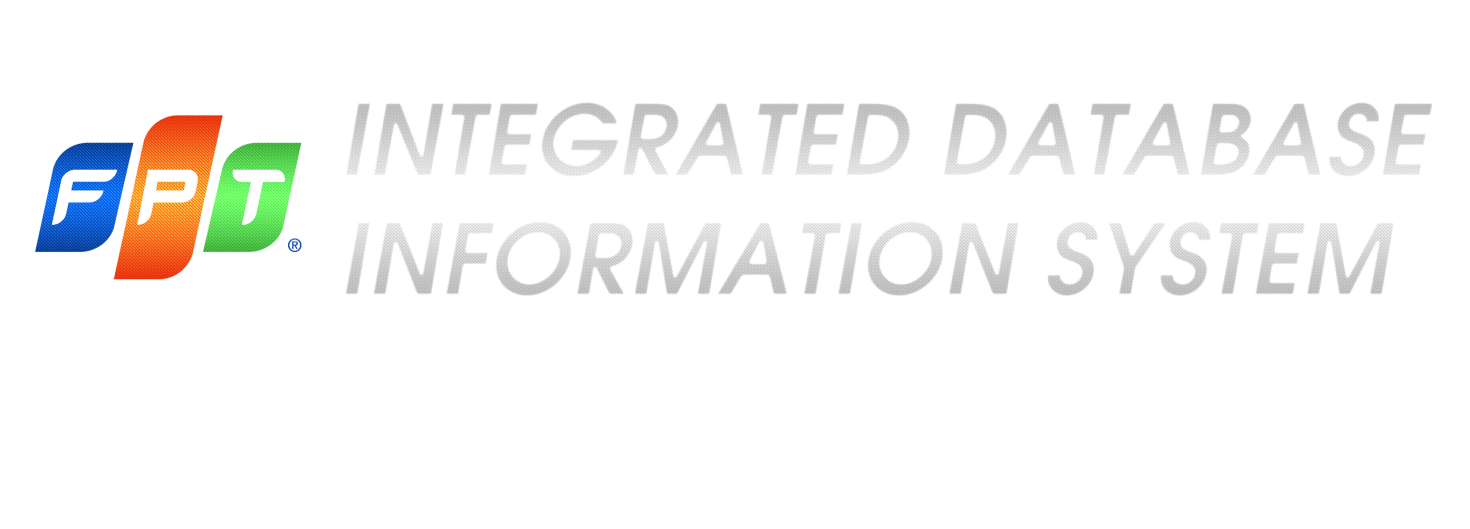 FPT®
INTEGRATED DATABASE
INFORMATION SYSTEM